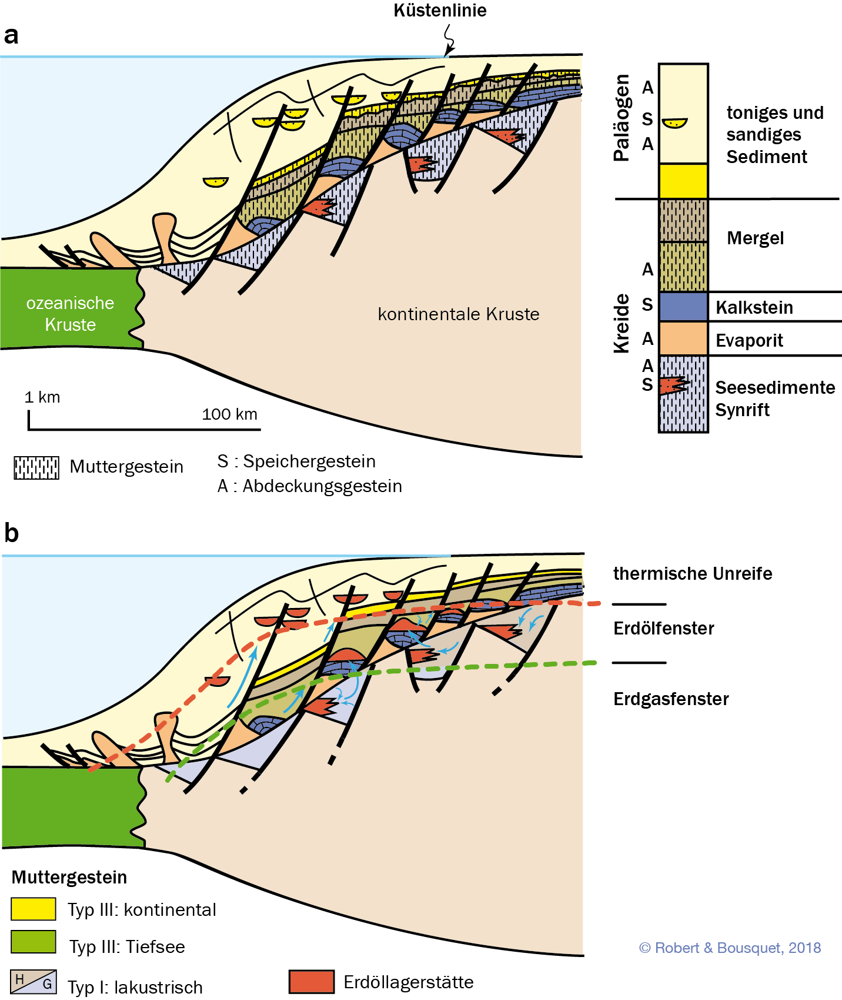 Küstenlinie
a
Paläogen
A
S
A
toniges und
sandiges
Sediment
Kreide
Mergel
A
S
Kalkstein
A
Evaporit
A
S
Seesedimente
Synrift
ozeanische
Kruste
kontinentale Kruste
1 km
100 km
Muttergestein
S : Speichergestein
A : Abdeckungsgestein
b
thermische Unreife
Erdölfenster
Erdgasfenster
Muttergestein
Typ III: kontinental
Typ III: Tiefsee
H
G
Typ I: lakustrisch
Erdöllagerstätte
© Robert & Bousquet, 2018